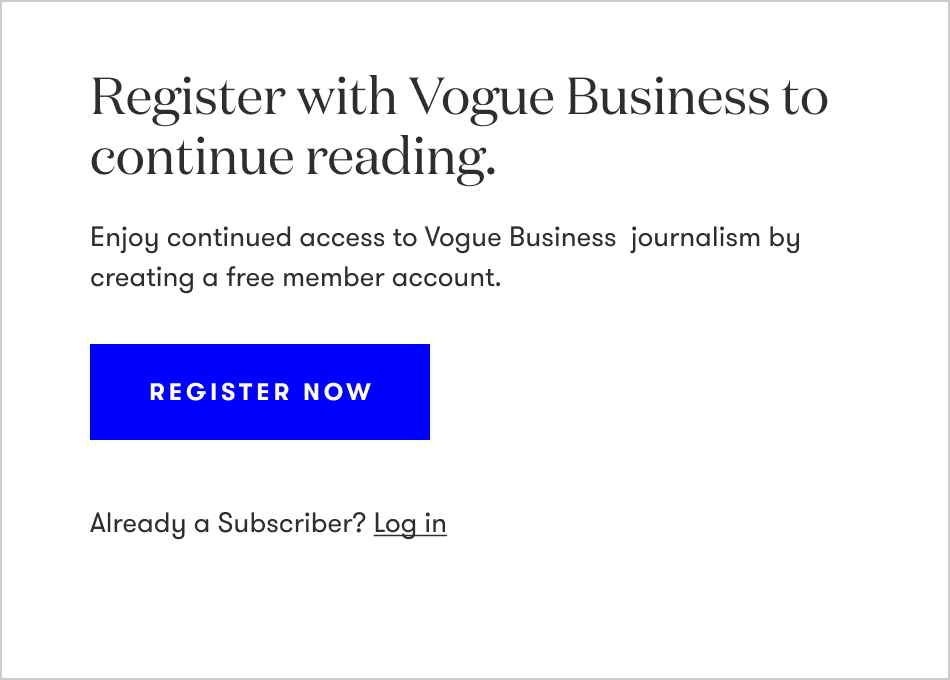 Register with Vogue Business to
continue reading.
Enjoy continued access to Vogue Business  journalism by
creating a free member account.
REGISTER NOW
Already a Subscriber? Log in